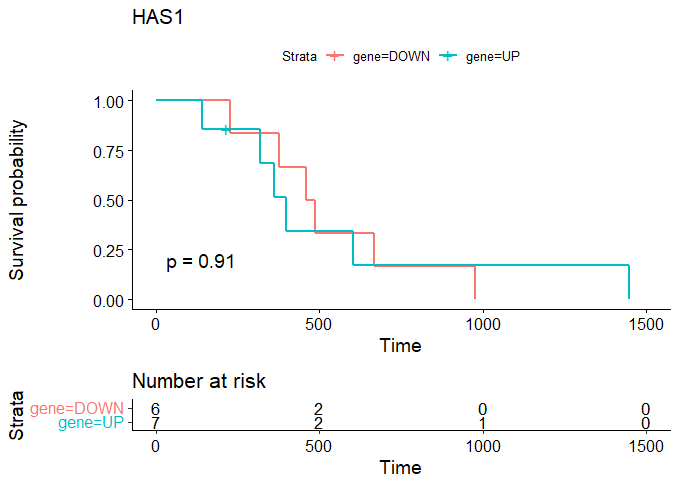 HAS1
Strata gene=DOWN gene=UP
Survival probability
1.00
0.75
0.50
0.25
0.00
p = 0.91
0 500 1000 1500
Time
Number at risk
Strata
gene=DOWN 6 2 0 0
gene=UP 7 2 1 0
0 500 1000 1500
Time